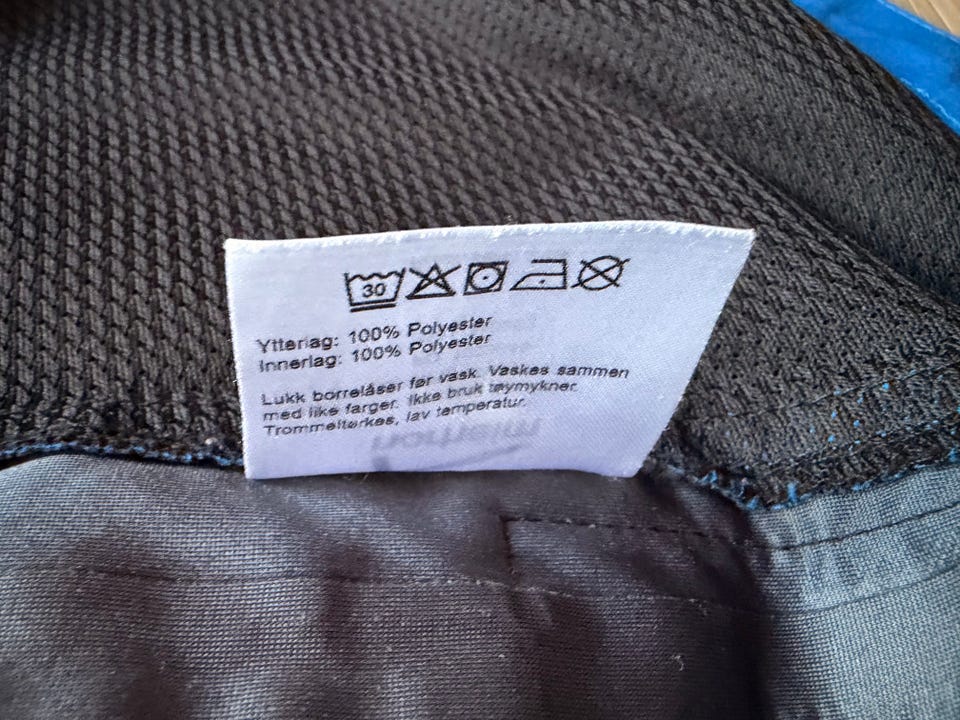 30
Ytterlag: 100% Polyester
Innerlag: 100% Polyester
Lukk borrelåser før vask. Vaskes sammen
med like farger. Ikke bruk tøymykner.
Trommeltørkes, lav temperatur.